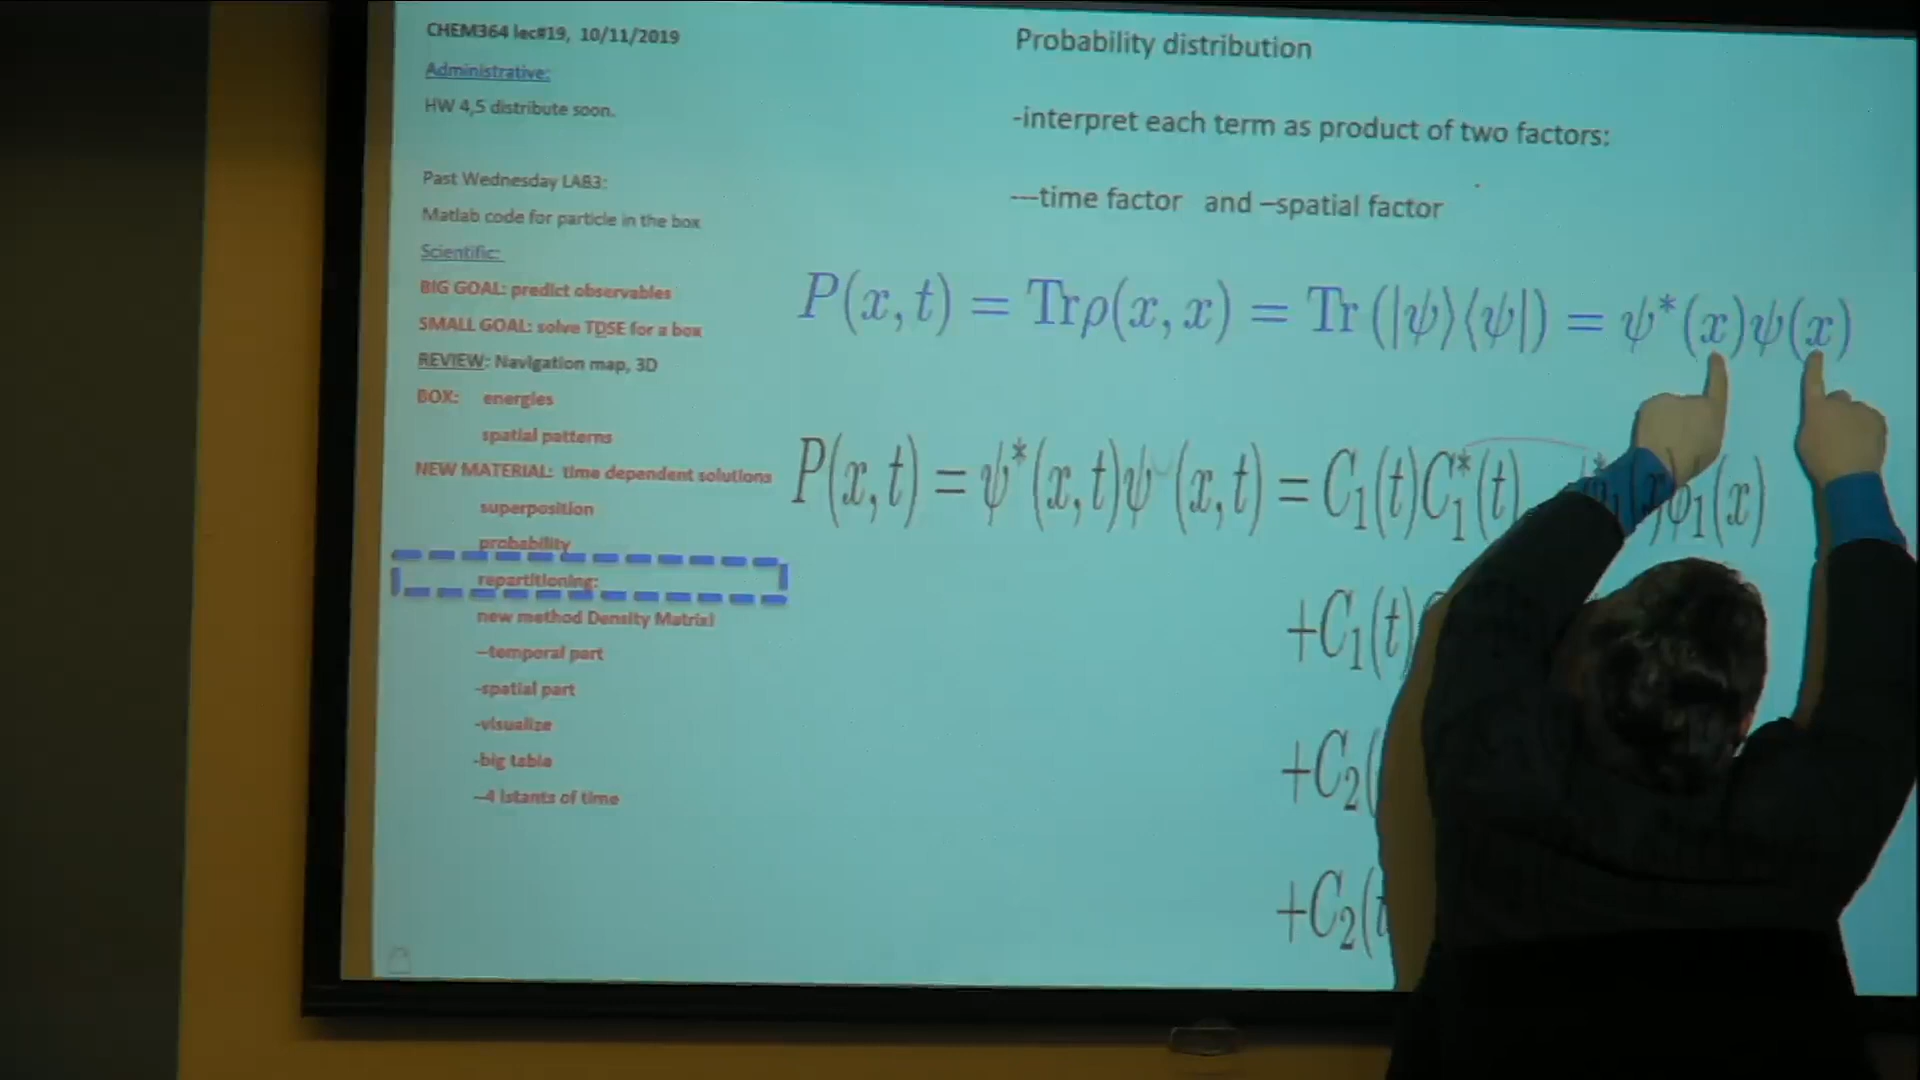 CHEM364 lec#19, 10/11/2019
Administrative:
HW 4,5 distribute soon.
Past Wednesday LAB3:
Matlab code for particle in the box
Scientific:
BIG GOAL: predict observables
SMALL GOAL: solve TDSE for a box
REVIEW: Navigation map, 3D
BOX: energies
spatial patterns
NEW MATERIAL: time dependent solutions
superposition
probability
repartitioning:
new method Density Matrix!
--temporal part
-spatial part
-visualize
-big table
--4 istants of time
Probability distribution
-interpret each term as product of two factors:
---time factor and –spatial factor
P(x,t) = Trρ(x,x) = Tr(|ψ⟩⟨ψ|) = ψ*(x)ψ(x)
P(x,t) = ψ*(x,t)ψ (x,t) = C₁(t)C₁*(t) ϕ₁(x)
+C₁(t)
+C₂(
+C₂(t